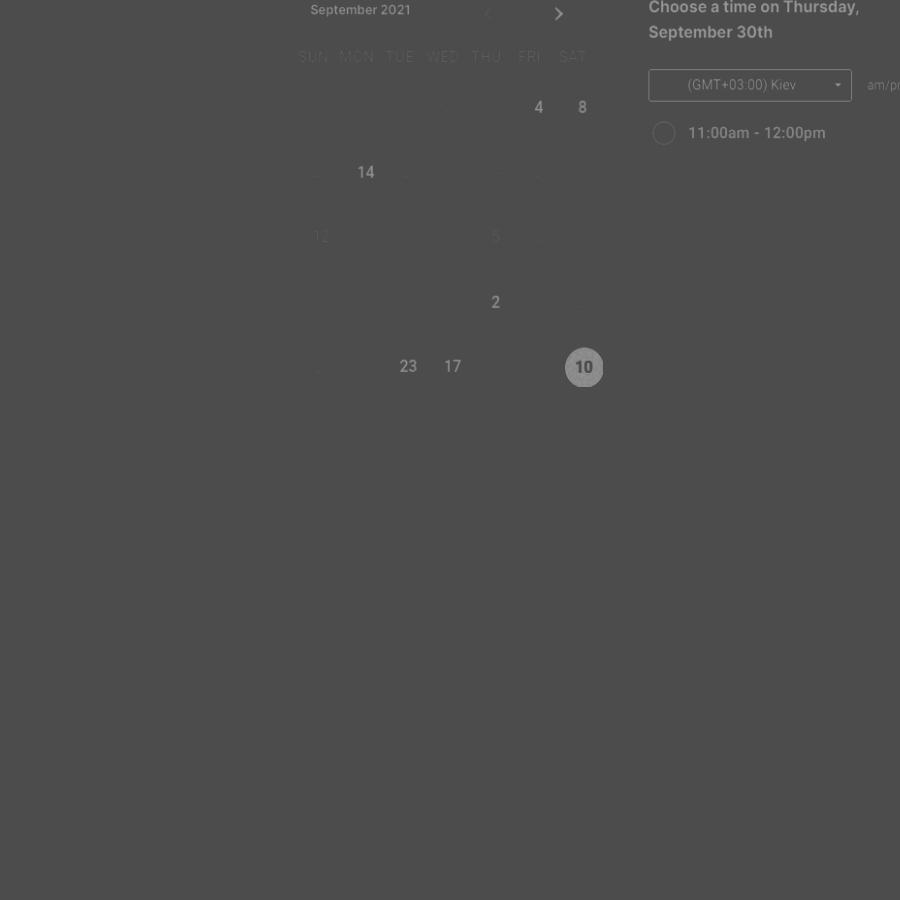 September 2021
SUN MON TUE WED THU FRI SAT
4 8
14
12 5
2
23 17 10
Choose a time on Thursday,
September 30th
(GMT+03:00) Kiev
11:00am - 12:00pm